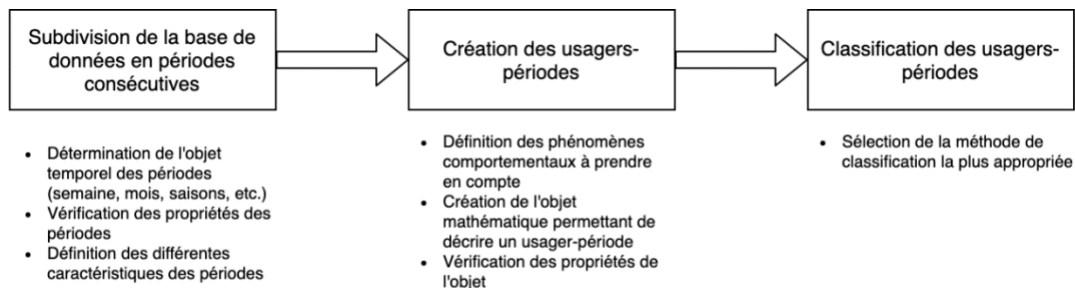 Subdivision de la base de
données en périodes
consécutives
Création des usagers-
périodes
Classification des usagers-
périodes
• Détermination de l'objet
temporel des périodes
(semaine, mois, saisons, etc.)
• Vérification des propriétés des
périodes
• Définition des différentes
caractéristiques des périodes
• Définition des phénomènes
comportementaux à prendre
en compte
• Création de l'objet
mathématique permettant de
décrire un usager-période
• Vérification des propriétés de
l'objet
• Sélection de la méthode de
classification la plus appropriée